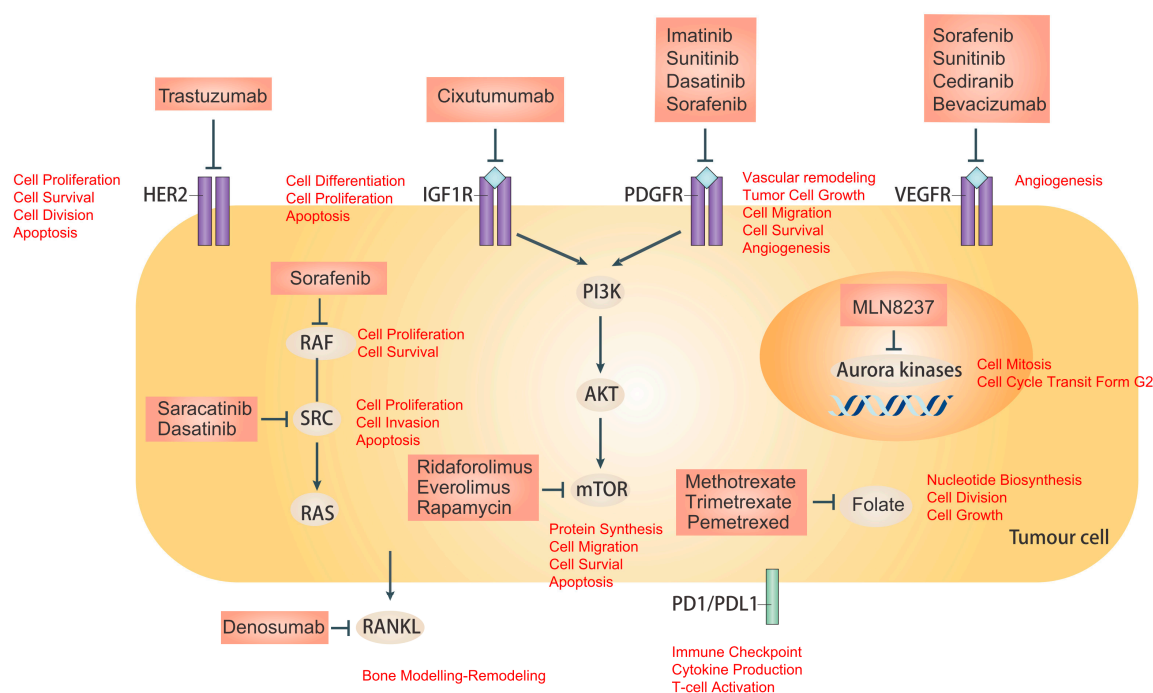 Imatinib
Sunitinib
Dasatinib
Sorafenib
Sorafenib
Sunitinib
Cediranib
Bevacizumab
Trastuzumab
Cixutumumab
Cell Proliferation
Cell Survival
Cell Division
Apoptosis
HER2
Cell Differentiation
Cell Proliferation
Apoptosis
IGF1R
PDGFR
Vascular remodeling
Tumor Cell Growth
Cell Migration
Cell Survival
Angiogenesis
VEGFR
Angiogenesis
Sorafenib
RAF
Cell Proliferation
Cell Survival
PI3K
MLN8237
Aurora kinases
Cell Mitosis
Cell Cycle Transit Form G2
Saracatinib
Dasatinib
SRC
Cell Proliferation
Cell Invasion
Apoptosis
AKT
RAS
Ridaforolimus
Everolimus
Rapamycin
mTOR
Protein Synthesis
Cell Migration
Cell Survial
Apoptosis
Methotrexate
Trimetrexate
Pemetrexed
Folate
Nucleotide Biosynthesis
Cell Division
Cell Growth
Tumour cell
Denosumab
RANKL
Bone Modelling-Remodeling
PD1/PDL1
Immune Checkpoint
Cytokine Production
T-cell Activation